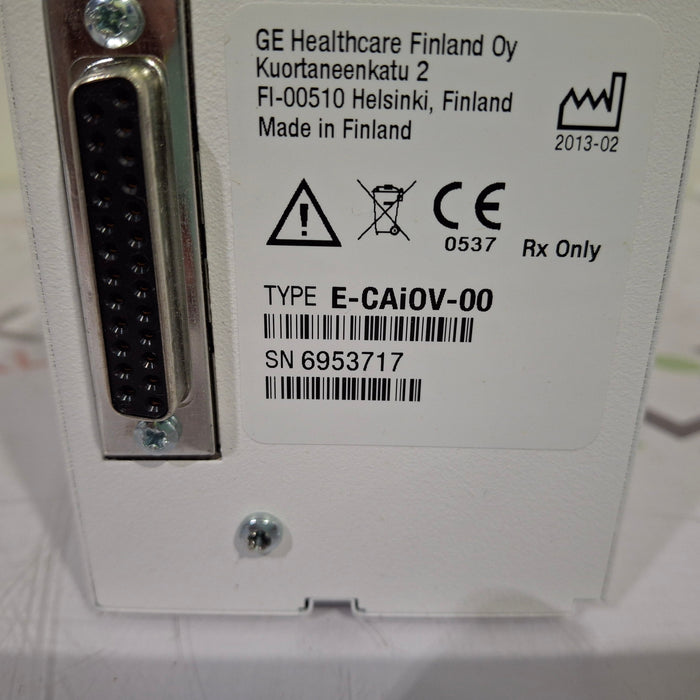 GE Healthcare Finland Oy
Kuortaneenkatu 2
FI-00510 Helsinki, Finland
Made in Finland
2013-02
CE
0537
Rx Only
TYPE E-CAiOV-00
SN 6953717